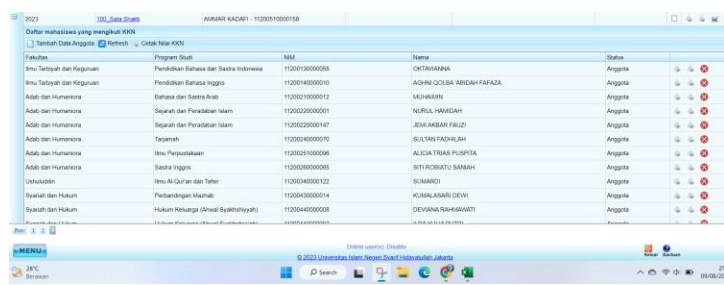 2023 100_Sata Shakti AMMAR KADAFI - 11200510000158
Daftar mahasiswa yang mengikuti KKN
Tambah Data Anggota Refresh Cetak Nilai KKN
Fakultas Program Studi NIM Nama Status
Ilmu Tarbiyah dan Keguruan Pendidikan Bahasa dan Sastra Indonesia 11200130000058 OKTAVIANNA Anggota
Ilmu Tarbiyah dan Keguruan Pendidikan Bahasa Inggris 11200140000010 AGHNI QOLBA 'ABIDAH FAFAZA Anggota
Adab dan Humaniora Bahasa dan Sastra Arab 11200210000012 MUHAIMIN Anggota
Adab dan Humaniora Sejarah dan Peradaban Islam 11200220000001 NURUL HAMIDAH Anggota
Adab dan Humaniora Sejarah dan Peradaban Islam 11200220000147 JEMI AKBAR FAUZI Anggota
Adab dan Humaniora Tarjamah 11200240000070 SULTAN FADHILAH Anggota
Adab dan Humaniora Ilmu Perpustakaan 11200251000096 ALICIA TRIAS PUSPITA Anggota
Adab dan Humaniora Sastra Inggris 11200260000065 SITI ROBIATU SANIAH Anggota
Ushuluddin Ilmu Al-Qur'an dan Tafsir 11200340000122 SUMARDI Anggota
Syariah dan Hukum Perbandingan Mazhab 11200430000014 KUMALASARI DEWI Anggota
Syariah dan Hukum Hukum Keluarga (Ahwal Syakhshiyyah) 11200440000008 DEVIANA RAHMAWATI Anggota
Prev 1 2
MENU Online user(s): Disable Keluar Bantuan
© 2023 Universitas Islam Negeri Syarif Hidayatullah Jakarta
28°C
Berawan
Search